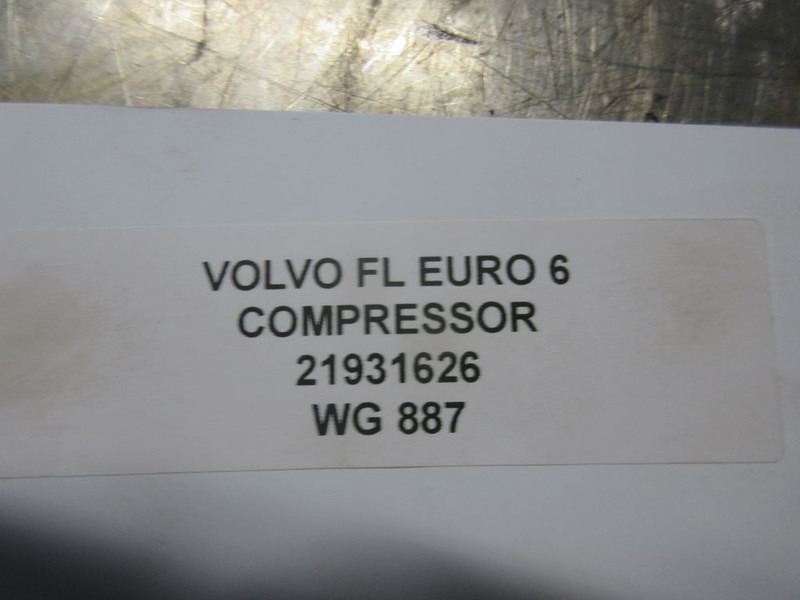 VOLVO FL EURO 6
COMPRESSOR
21931626
WG 887